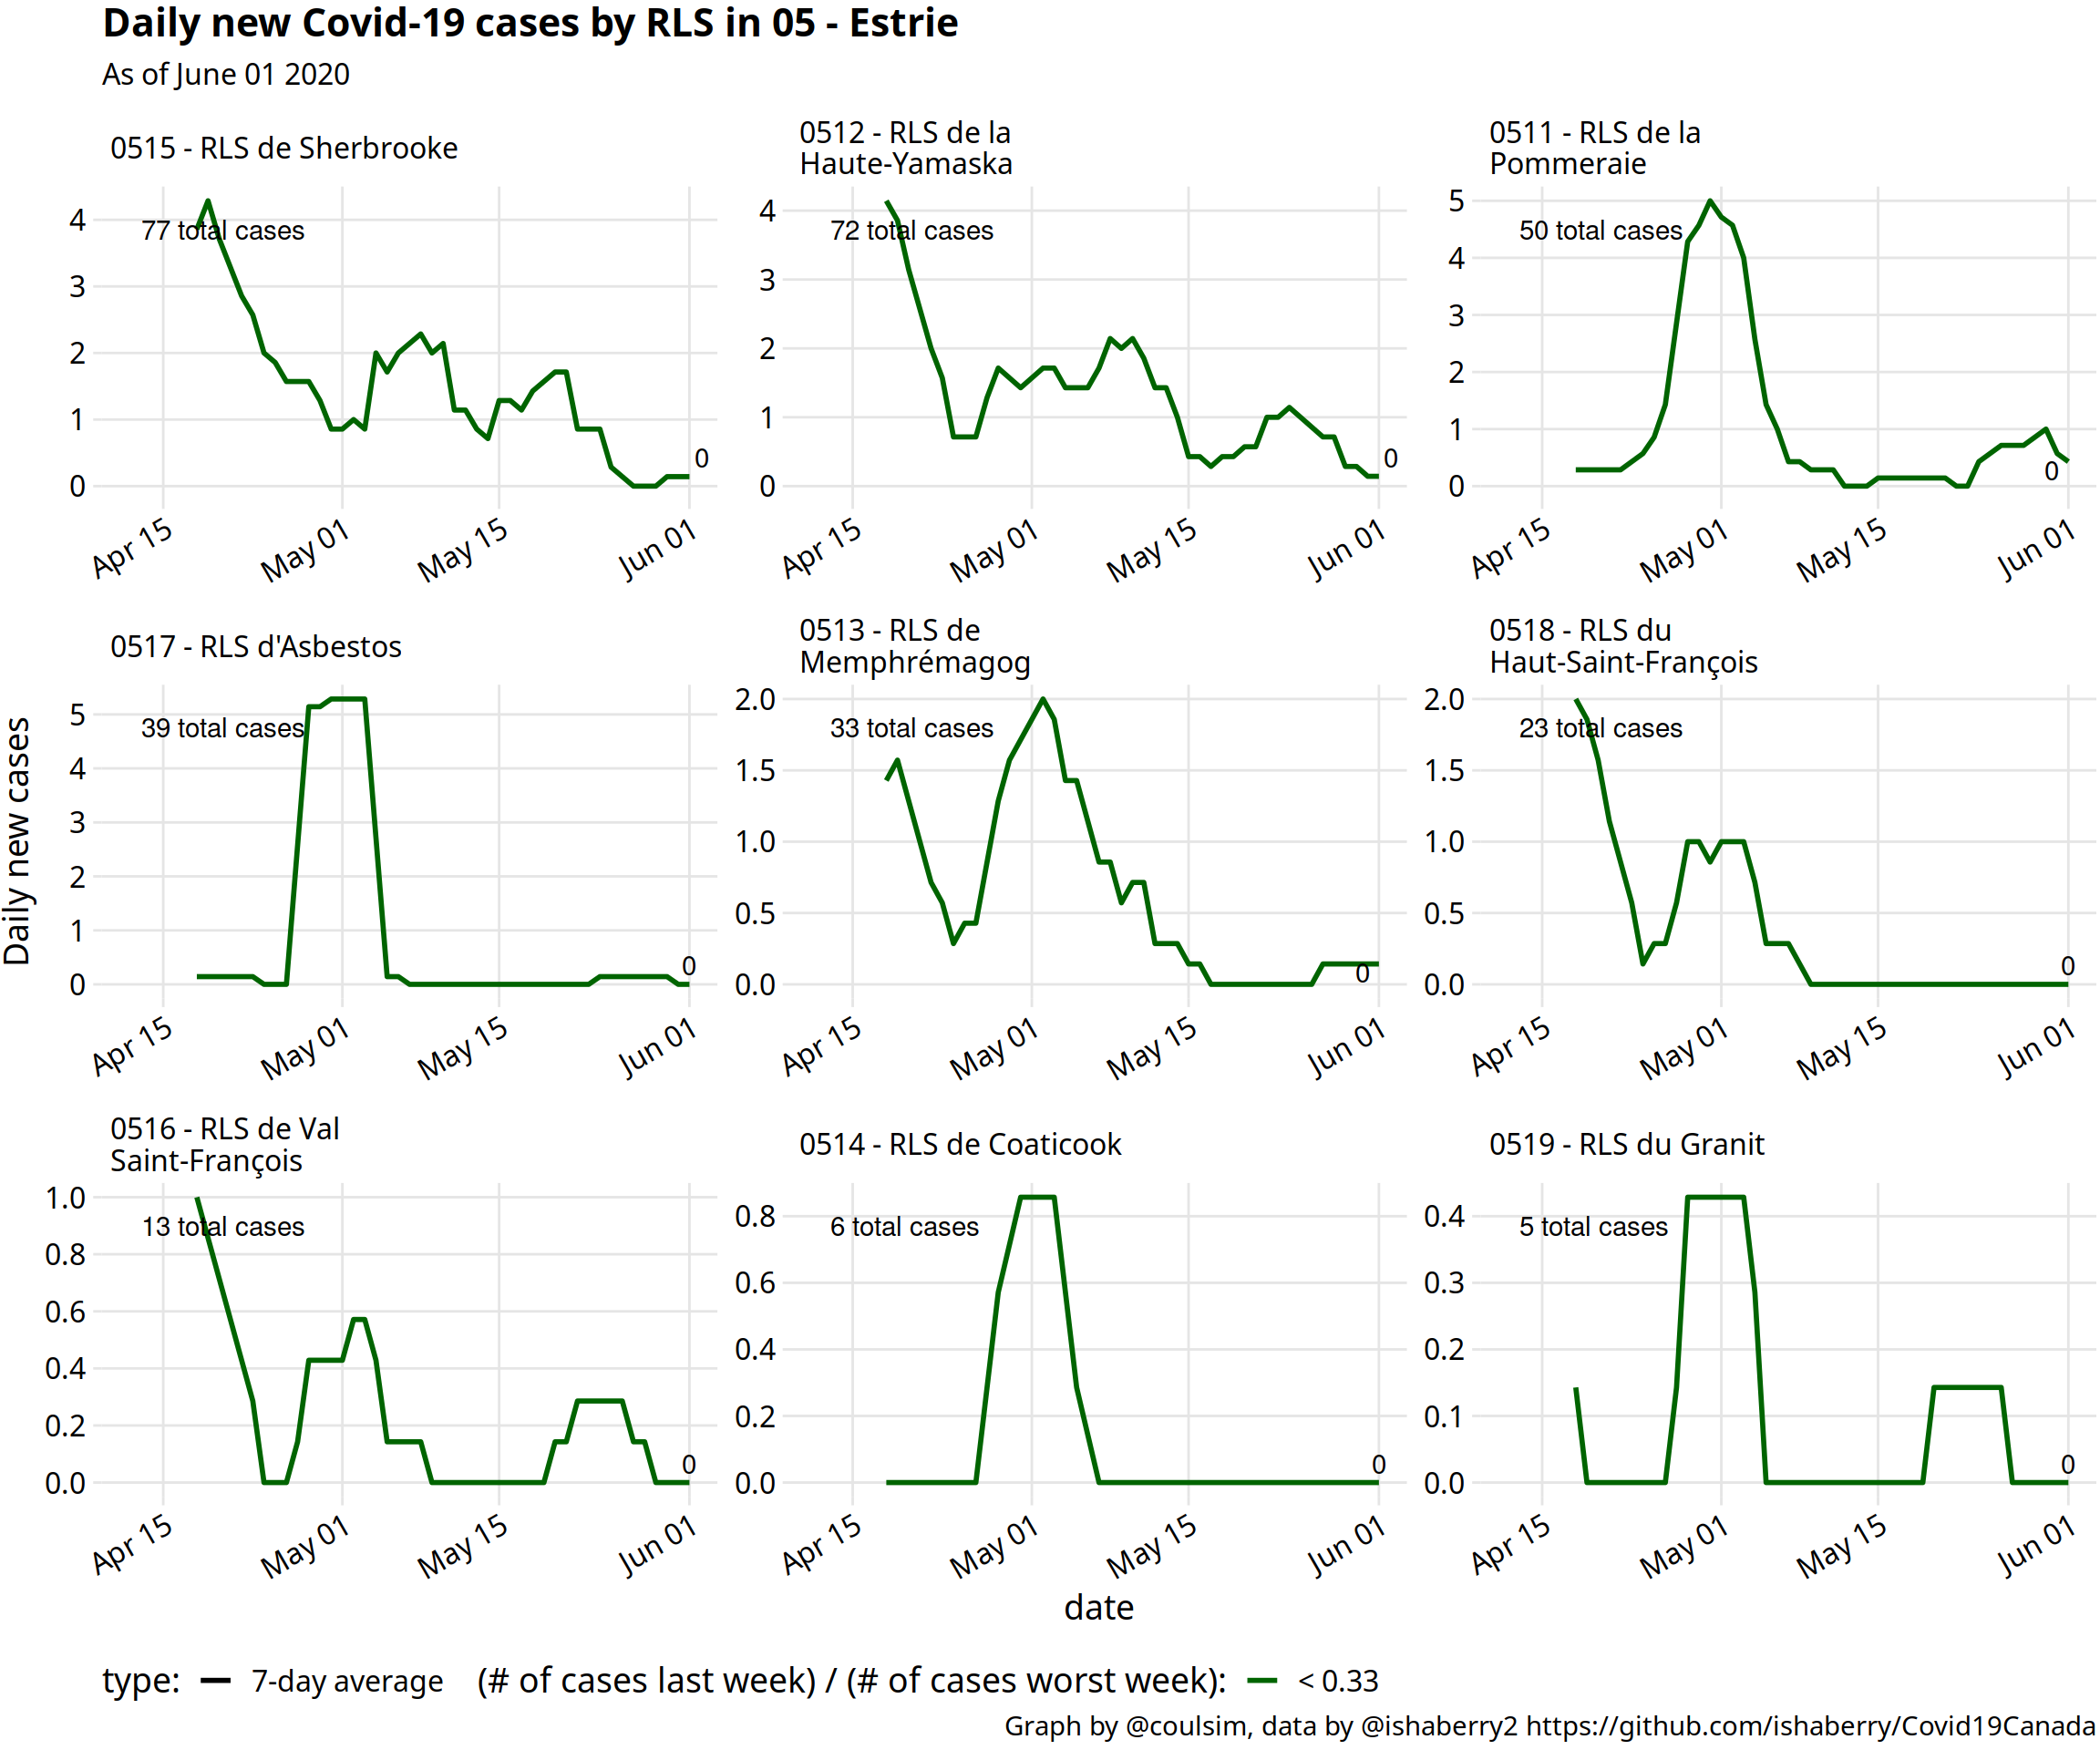 Daily new Covid-19 cases by RLS in 05 - Estrie
As of June 01 2020
0515 - RLS de Sherbrooke
77 total cases
4
3
2
1
0
0
Apr 15
May 01
May 15
Jun 01
0512 - RLS de la
Haute-Yamaska
72 total cases
4
3
2
1
0
0
Apr 15
May 01
May 15
Jun 01
0511 - RLS de la
Pommeraie
50 total cases
5
4
3
2
1
0
0
Apr 15
May 01
May 15
Jun 01
Daily new cases
0517 - RLS d'Asbestos
39 total cases
5
4
3
2
1
0
0
Apr 15
May 01
May 15
Jun 01
0513 - RLS de
Memphrémagog
33 total cases
2.0
1.5
1.0
0.5
0.0
0
Apr 15
May 01
May 15
Jun 01
0518 - RLS du
Haut-Saint-François
23 total cases
2.0
1.5
1.0
0.5
0.0
0
Apr 15
May 01
May 15
Jun 01
0516 - RLS de Val
Saint-François
13 total cases
1.0
0.8
0.6
0.4
0.2
0.0
0
Apr 15
May 01
May 15
Jun 01
0514 - RLS de Coaticook
6 total cases
0.8
0.6
0.4
0.2
0.0
0
Apr 15
May 01
May 15
Jun 01
0519 - RLS du Granit
5 total cases
0.4
0.3
0.2
0.1
0.0
0
Apr 15
May 01
May 15
Jun 01
date
type: 7-day average (# of cases last week) / (# of cases worst week): < 0.33
Graph by @coulsim, data by @ishaberry2 https://github.com/ishaberry/Covid19Canada